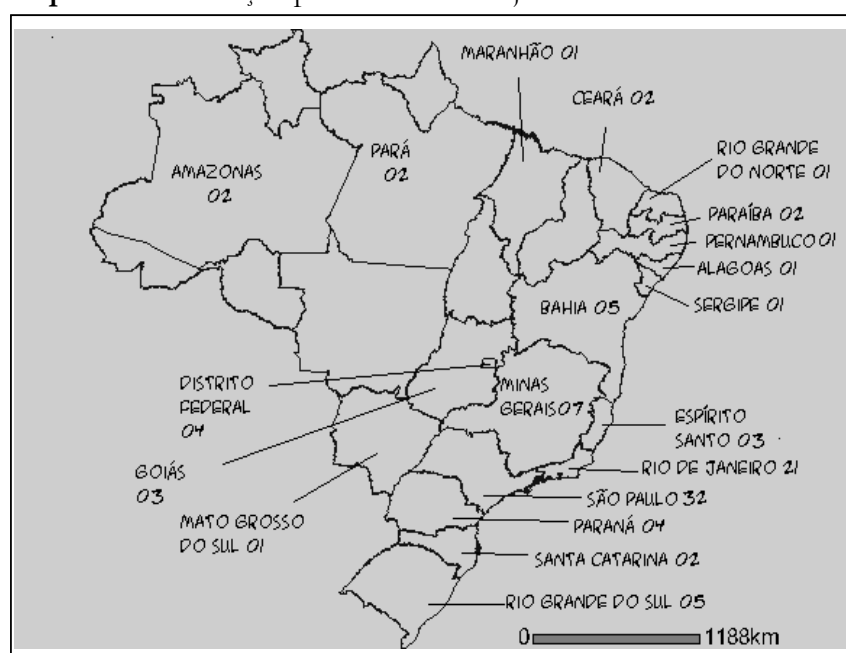 MARANHÃO 01
CEARÁ 02
RIO GRANDE
DO NORTE 01
PARÁ
02
AMAZONAS
02
PARAÍBA 02
PERNAMBUCO 01
ALAGOAS 01
SERGIPE 01
BAHIA 05
DISTRITO
FEDERAL
04
MINAS
GERAIS 07
ESPÍRITO
SANTO 03
GOIÁS
03
RIO DE JANEIRO 21
SÃO PAULO 32
MATO GROSSO
DO SUL 01
PARANÁ 04
SANTA CATARINA 02
RIO GRANDE DO SUL 05
0 1188km